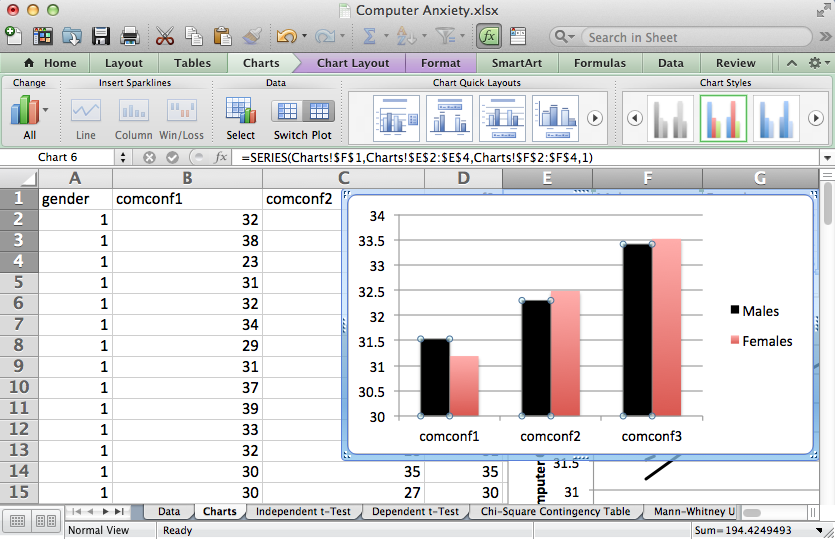 Computer Anxiety.xlsx
Search in Sheet
Home Layout Tables Charts Chart Layout Format SmartArt Formulas Data Review
Change Insert Sparklines Data Chart Quick Layouts Chart Styles
All Line Column Win/Loss Select Switch Plot
Chart 6 fx =SERIES(Charts!$F$1,Charts!$E$2:$E$4,Charts!$F$2:$F$4,1)
A B C D E F G
1 gender comconf1 comconf2
2 1 32
3 1 38
4 1 23
5 1 31
6 1 32
7 1 34
8 1 29
9 1 31
10 1 37
11 1 39
12 1 33
13 1 32
14 1 30 35 35
15 1 30 27 30
34
33.5
33
32.5
32
31.5
31
30.5
30
comconf1 comconf2 comconf3
Males
Females
31.5
31
Data Charts Independent t-Test Dependent t-Test Chi-Square Contingency Table Mann-Whitney U
Normal View Ready Sum=194.4249493